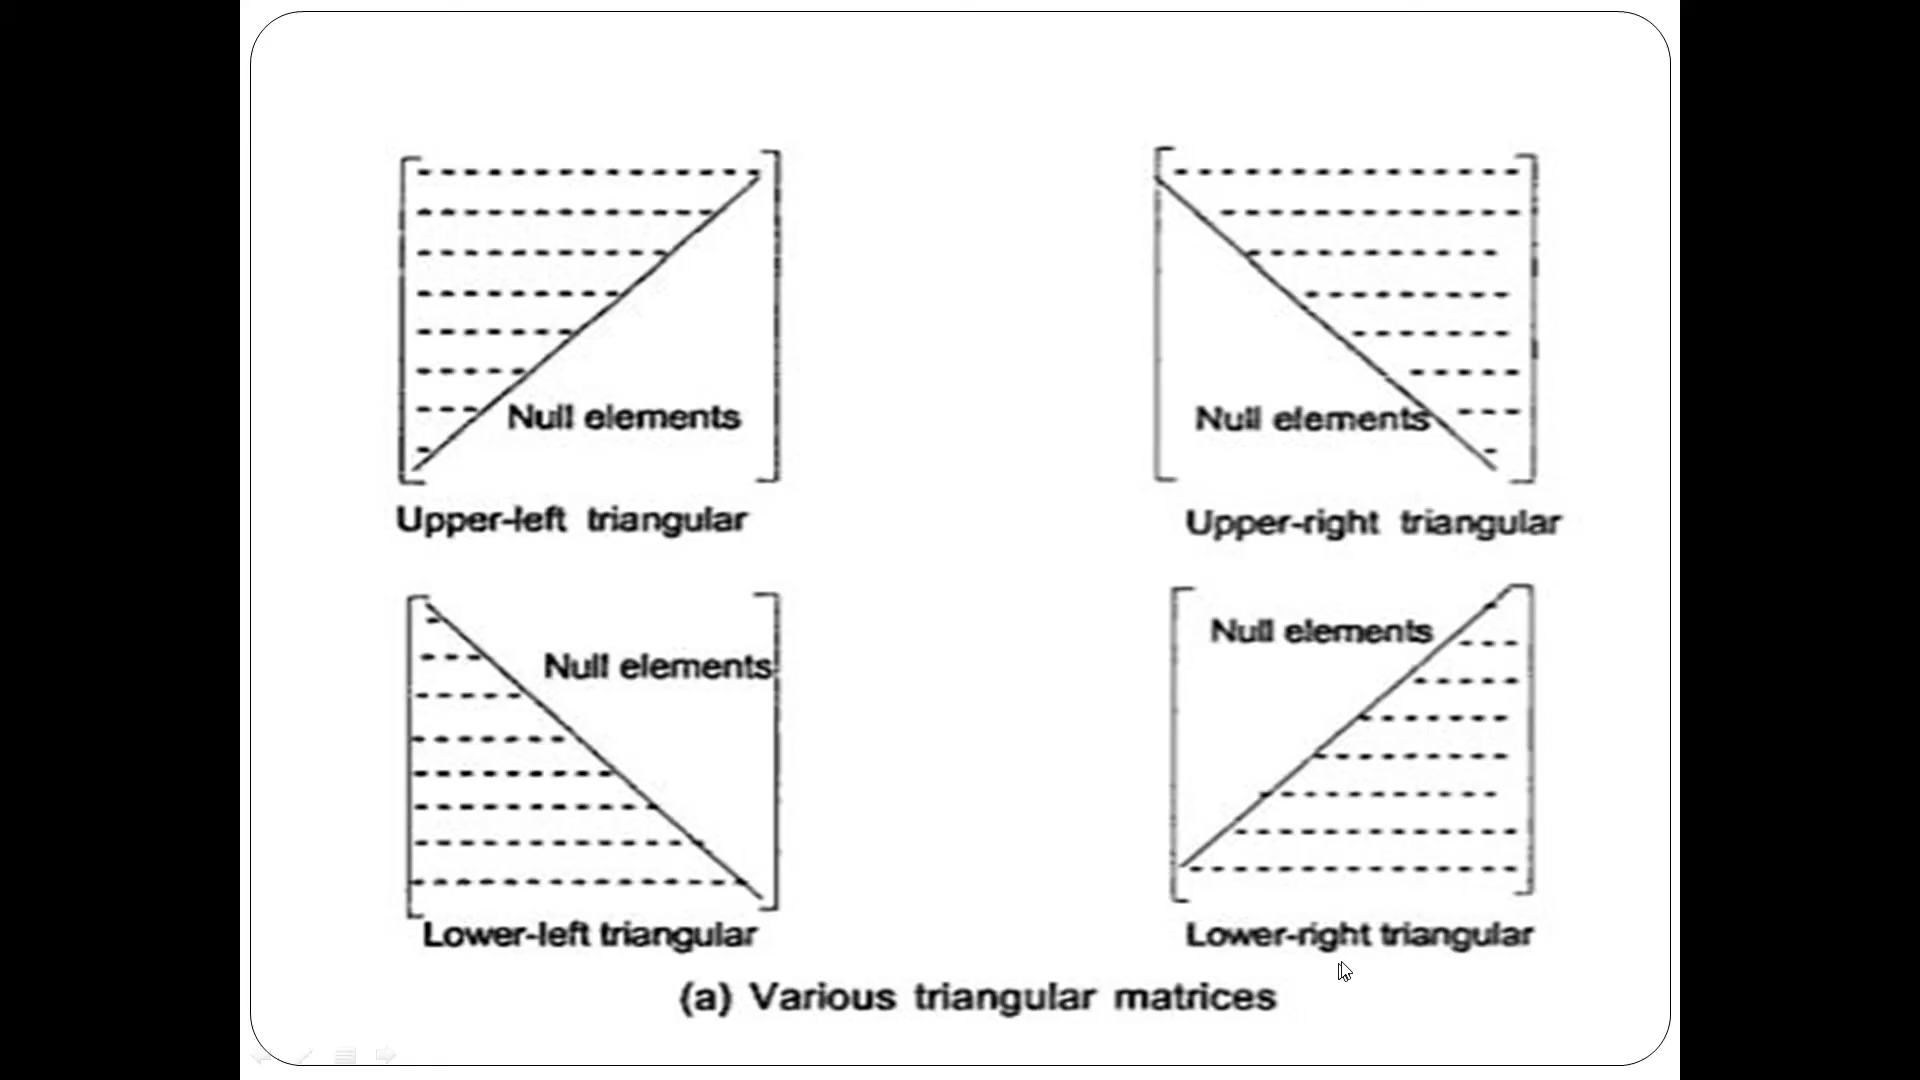 Null elements
Upper-left triangular
Null elements
Upper-right triangular
Null elements
Lower-left triangular
Null elements
Lower-right triangular
(a) Various triangular matrices